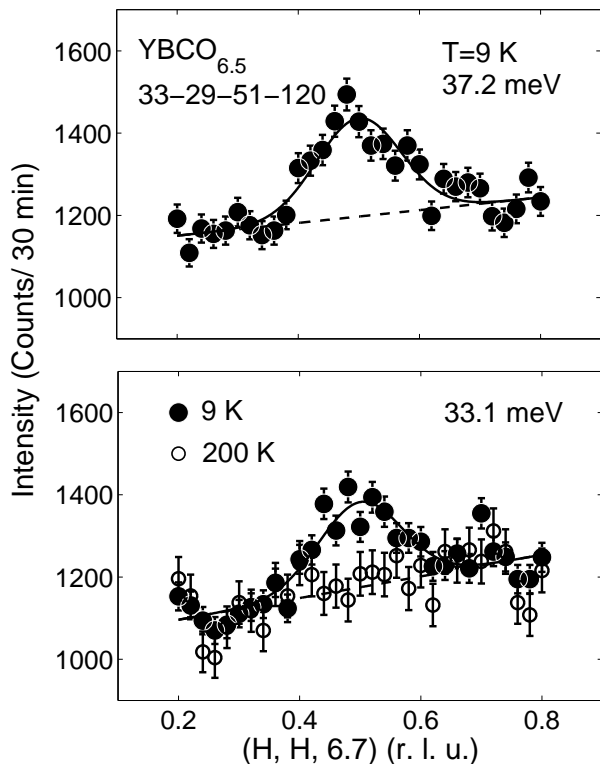 1600
YBCO6.5
T=9 K
33−29−51−120
37.2 meV
1400
1200
1000
Intensity (Counts/ 30 min)
1600
9 K
33.1 meV
200 K
1400
1200
1000
0.2 0.4 0.6 0.8
(H, H, 6.7) (r. l. u.)